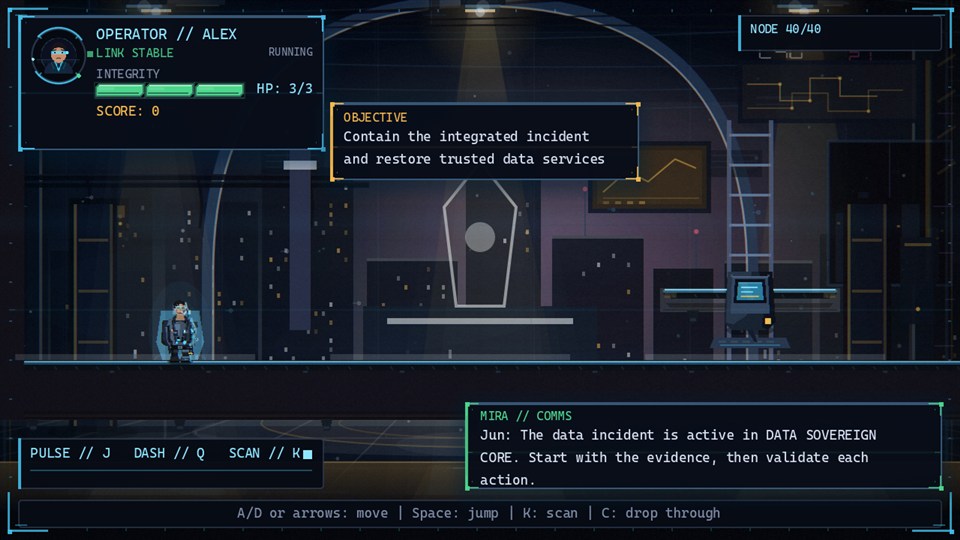 OPERATOR // ALEX
LINK STABLE
RUNNING
INTEGRITY
HP: 3/3
SCORE: 0
NODE 40/40
OBJECTIVE
Contain the integrated incident
and restore trusted data services
MIRA // COMMS
Jun: The data incident is active in DATA SOVEREIGN
CORE. Start with the evidence, then validate each
action.
PULSE // J DASH // Q SCAN // K
A/D or arrows: move | Space: jump | K: scan | C: drop through